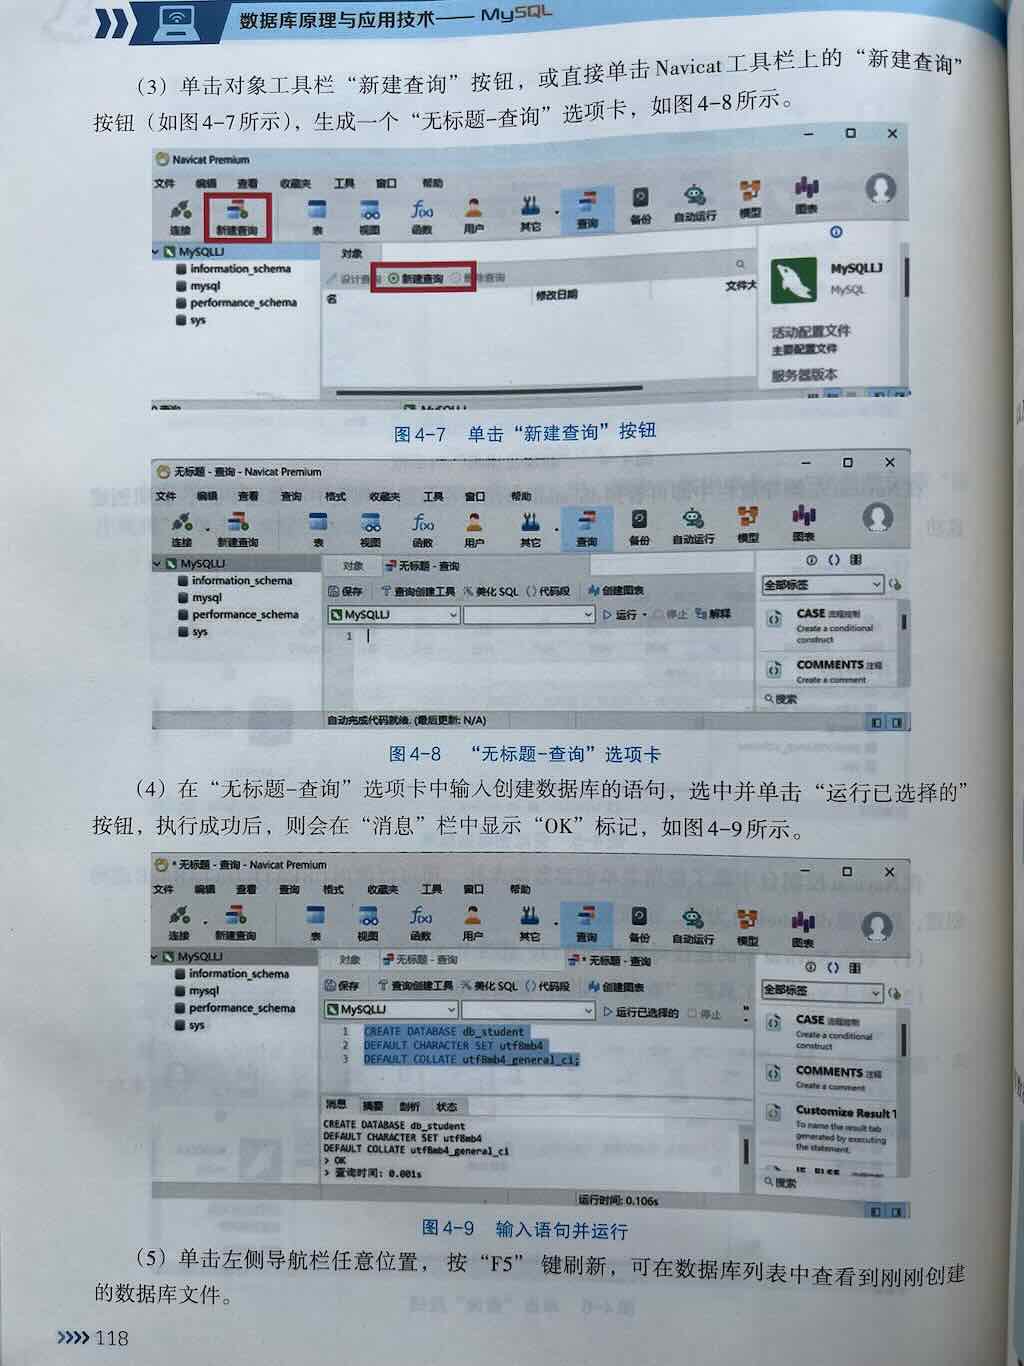 数据库原理与应用技术—— MySQL
（3）单击对象工具栏“新建查询”按钮，或直接单击Navicat工具栏上的“新建查询”
按钮（如图4-7所示），生成一个“无标题-查询”选项卡，如图4-8所示。
Navicat Premium
文件 编辑 查看 收藏夹 工具 窗口 帮助
连接 新建查询 表 视图 函数 用户 其它 查询 备份 自动运行 模型 图表
MySQLLJ
information_schema
mysql
performance_schema
sys
对象
设计查询 新建查询 删除查询
名 修改日期 文件大
MySQLLJ
MySQL
活动配置文件
主要配置文件
服务器版本
图4-7 单击“新建查询”按钮
无标题 - 查询 - Navicat Premium
文件 编辑 查看 查询 格式 收藏夹 工具 窗口 帮助
连接 新建查询 表 视图 函数 用户 其它 查询 备份 自动运行 模型 图表
MySQLLJ
information_schema
mysql
performance_schema
sys
对象 无标题 - 查询
保存 查询创建工具 美化 SQL () 代码段 创建图表
MySQLLJ 运行 停止 解释
1
自动完成代码就绪. (最后更新: N/A)
全部标签
CASE 流程控制
Create a conditional
construct
COMMENTS 注释
Create a comment
搜索
图4-8 “无标题-查询”选项卡
（4）在“无标题-查询”选项卡中输入创建数据库的语句，选中并单击“运行已选择的”
按钮，执行成功后，则会在“消息”栏中显示“OK”标记，如图4-9所示。
* 无标题 - 查询 - Navicat Premium
文件 编辑 查看 查询 格式 收藏夹 工具 窗口 帮助
连接 新建查询 表 视图 函数 用户 其它 查询 备份 自动运行 模型 图表
MySQLLJ
information_schema
mysql
performance_schema
sys
对象 无标题 - 查询 * 无标题 - 查询
保存 查询创建工具 美化 SQL () 代码段 创建图表
MySQLLJ 运行已选择的 停止
1 CREATE DATABASE db_student
2 DEFAULT CHARACTER SET utf8mb4
3 DEFAULT COLLATE utf8mb4_general_ci;
消息 摘要 剖析 状态
CREATE DATABASE db_student
DEFAULT CHARACTER SET utf8mb4
DEFAULT COLLATE utf8mb4_general_ci
> OK
> 查询时间: 0.001s
运行时间: 0.106s
全部标签
CASE 流程控制
Create a conditional
construct
COMMENTS 注释
Create a comment
Customize Result T
To name the result tab
generated by executing
the statement.
搜索
图4-9 输入语句并运行
（5）单击左侧导航栏任意位置，按“F5”键刷新，可在数据库列表中查看到刚刚创建
的数据库文件。
118